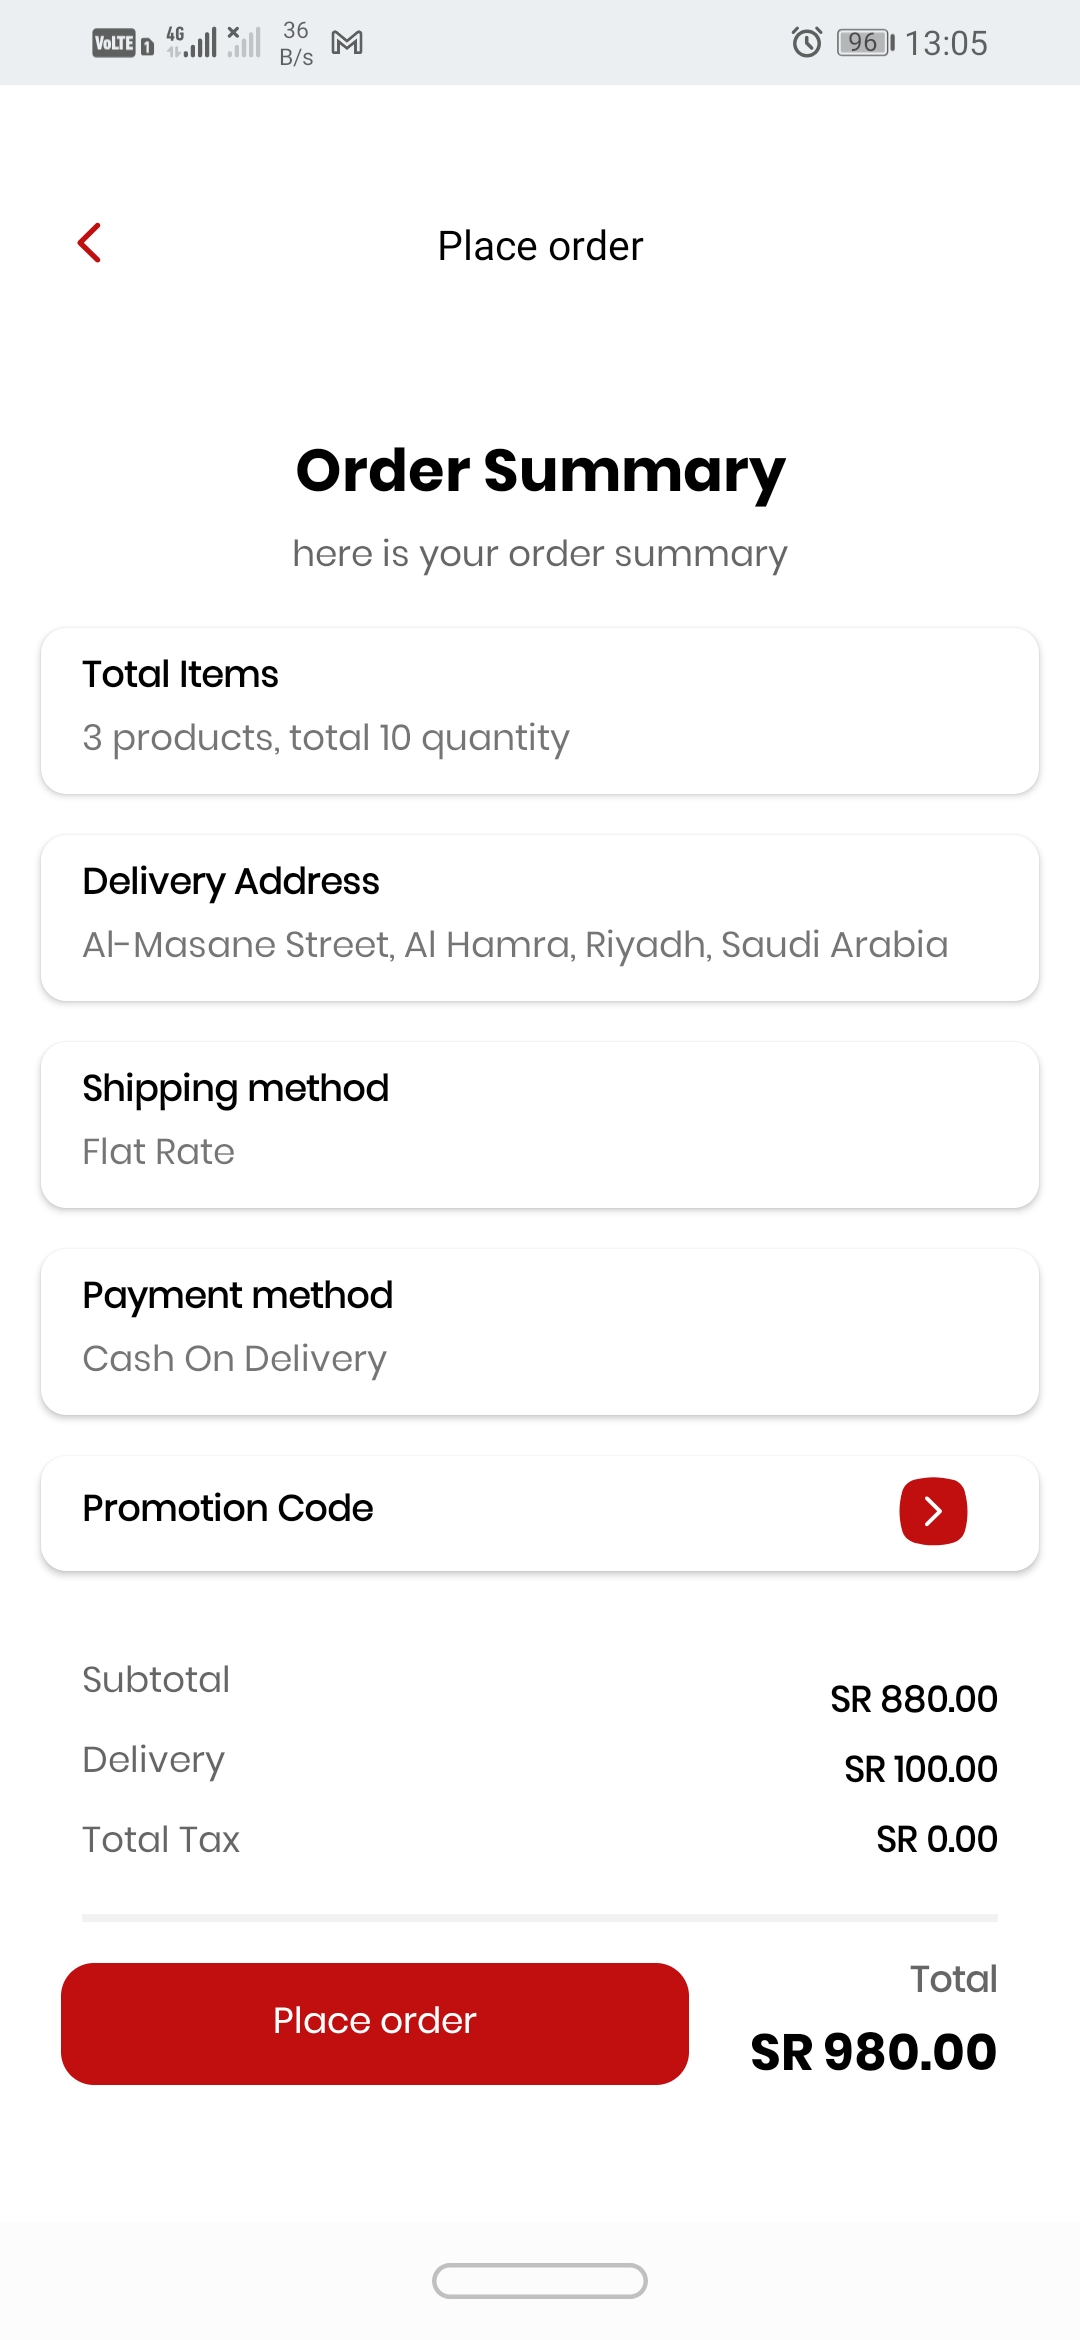 VoLTE 1 4G 36 B/s 96 13:05
Place order
Order Summary
here is your order summary
Total Items
3 products, total 10 quantity
Delivery Address
Al-Masane Street, Al Hamra, Riyadh, Saudi Arabia
Shipping method
Flat Rate
Payment method
Cash On Delivery
Promotion Code
Subtotal SR 880.00
Delivery SR 100.00
Total Tax SR 0.00
Total
Place order SR 980.00